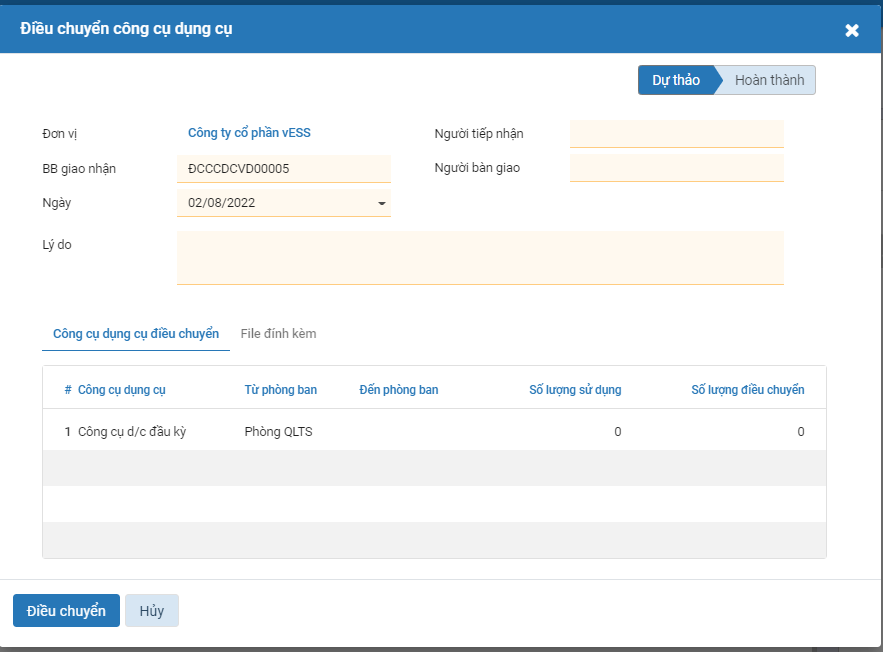 Điều chuyển công cụ dụng cụ
Dự thảo Hoàn thành
Đơn vị Công ty cổ phần vESS Người tiếp nhận
BB giao nhận ĐCCCDCVD00005 Người bàn giao
Ngày 02/08/2022
Lý do
Công cụ dụng cụ điều chuyển File đính kèm
# Công cụ dụng cụ Từ phòng ban Đến phòng ban Số lượng sử dụng Số lượng điều chuyển
1 Công cụ d/c đầu kỳ Phòng QLTS 0 0
Điều chuyển Hủy